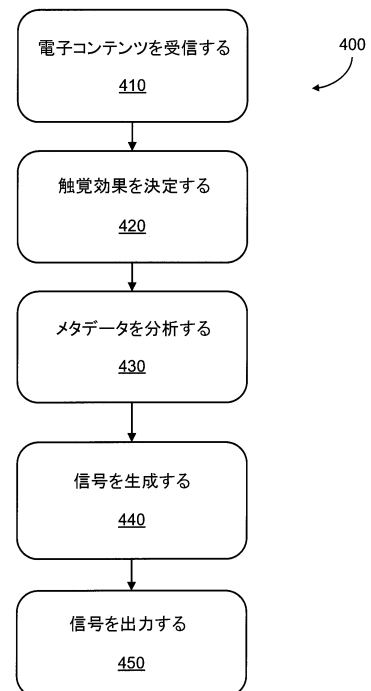 電子コンテンツを受信する
410
400
触覚効果を決定する
420
メタデータを分析する
430
信号を生成する
440
信号を出力する
450